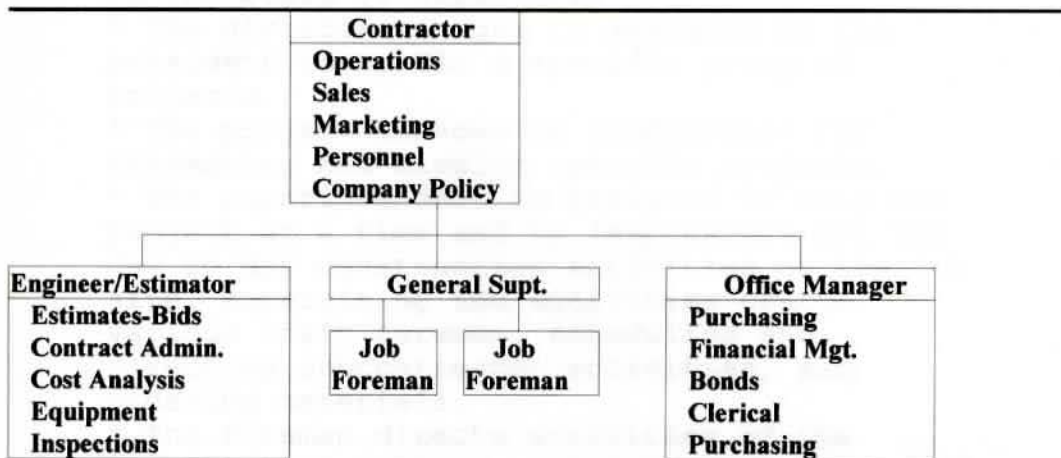 Contractor
Operations
Sales
Marketing
Personnel
Company Policy
Engineer/Estimator
Estimates-Bids
Contract Admin.
Cost Analysis
Equipment
Inspections
General Supt.
Job Job
Foreman Foreman
Office Manager
Purchasing
Financial Mgt.
Bonds
Clerical
Purchasing